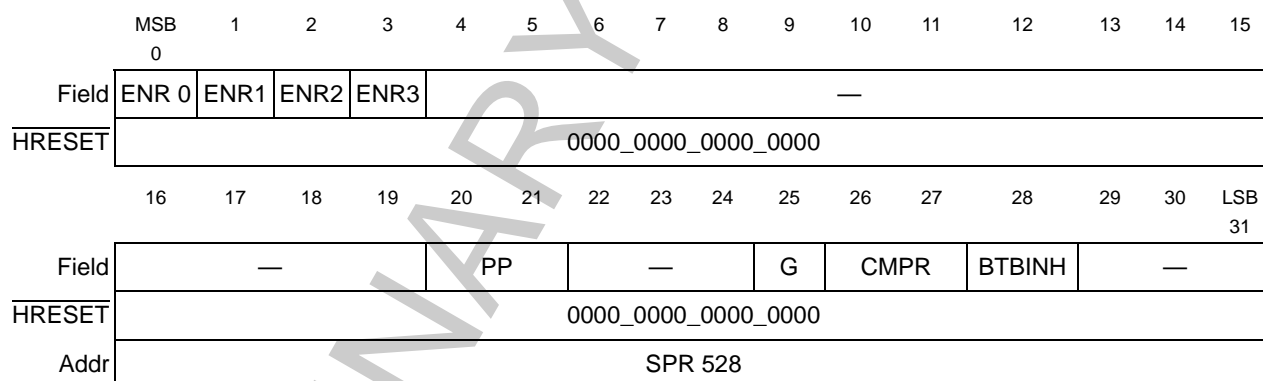 MSB 1 2 3 4 5 6 7 8 9 10 11 12 13 14 15
0
Field ENR 0 ENR1 ENR2 ENR3 —
HRESET 0000_0000_0000_0000
16 17 18 19 20 21 22 23 24 25 26 27 28 29 30 LSB
31
Field — PP — G CMPR BTBINH —
HRESET 0000_0000_0000_0000
Addr SPR 528